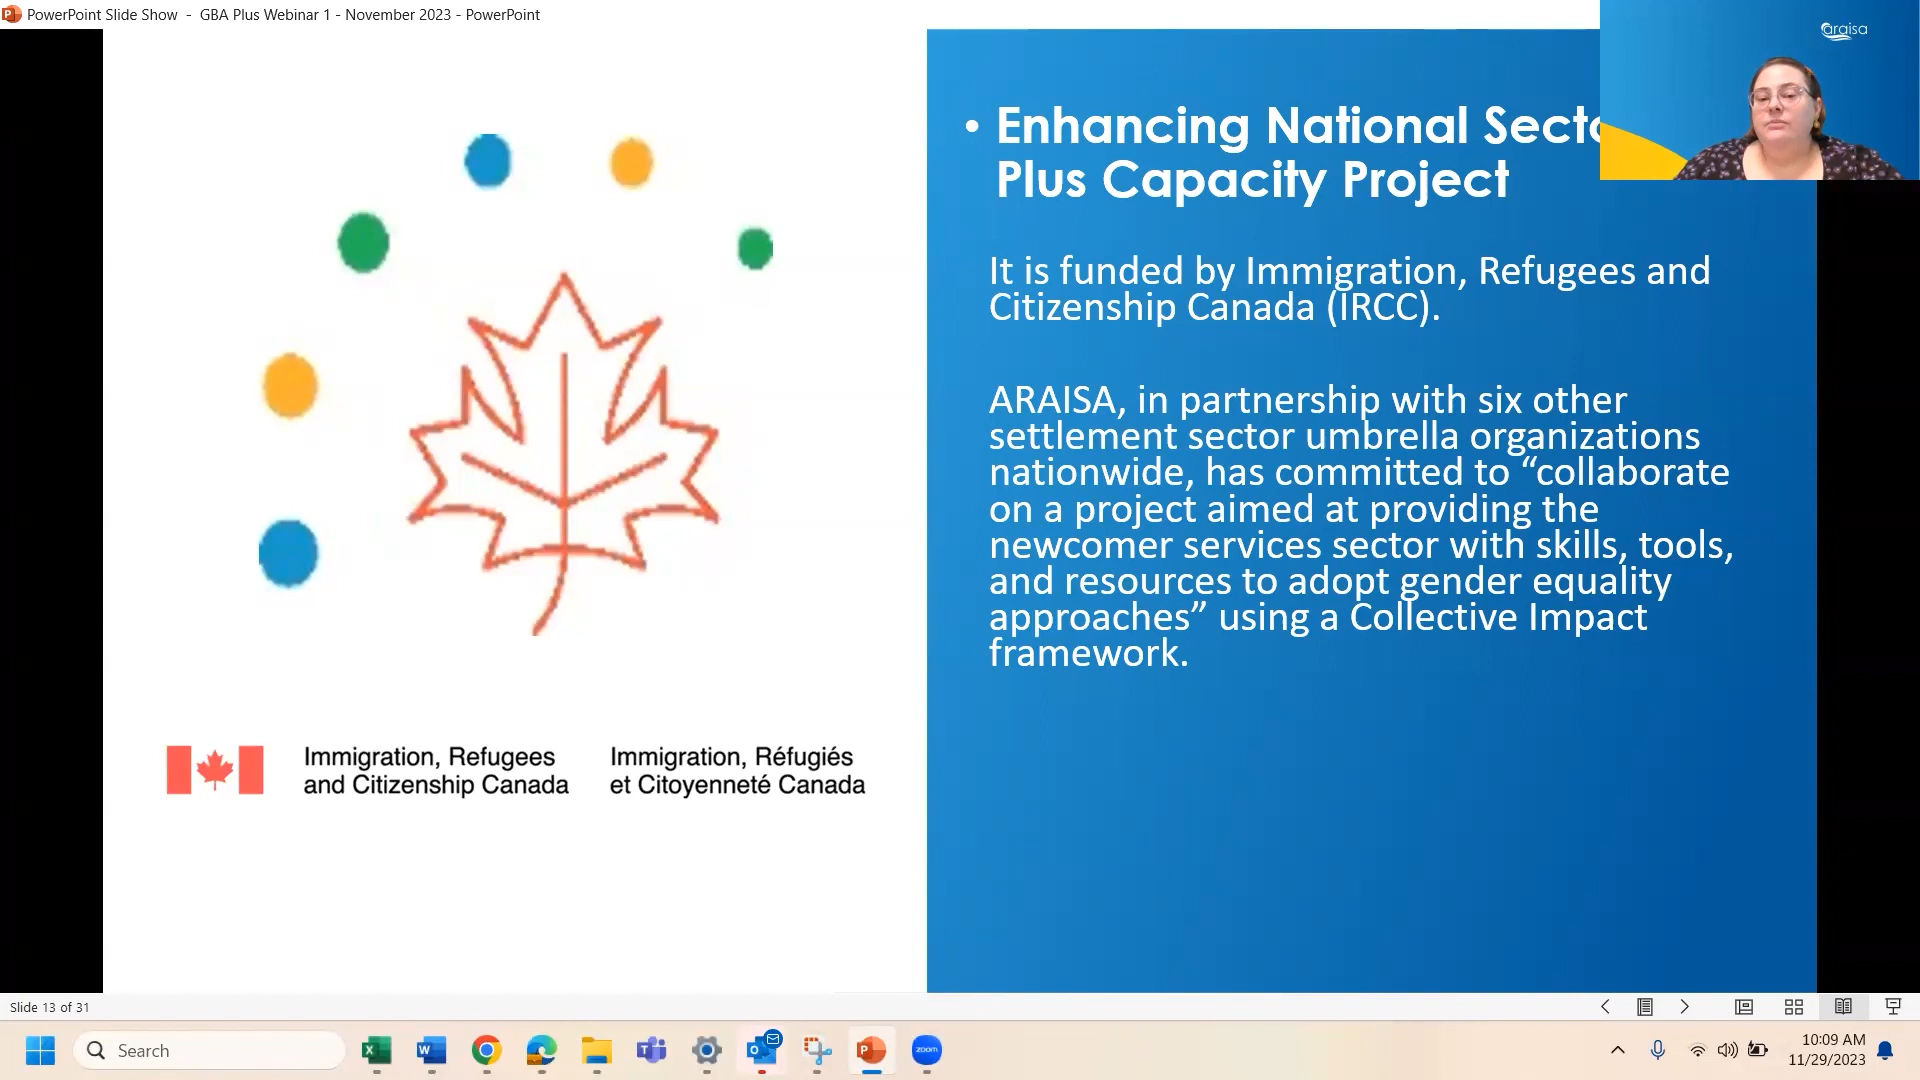 PowerPoint Slide Show - GBA Plus Webinar 1 - November 2023 - PowerPoint
araisa
• Enhancing National
Plus Capacity Project
It is funded by Immigration, Refugees and
Citizenship Canada (IRCC).
ARAISA, in partnership with six other
settlement sector umbrella organizations
nationwide, has committed to “collaborate
on a project aimed at providing the
newcomer services sector with skills, tools,
and resources to adopt gender equality
approaches” using a Collective Impact
framework.
Immigration, Refugees
and Citizenship Canada
Immigration, Réfugiés
et Citoyenneté Canada
Slide 13 of 31
Search
zoom
10:09 AM
11/29/2023